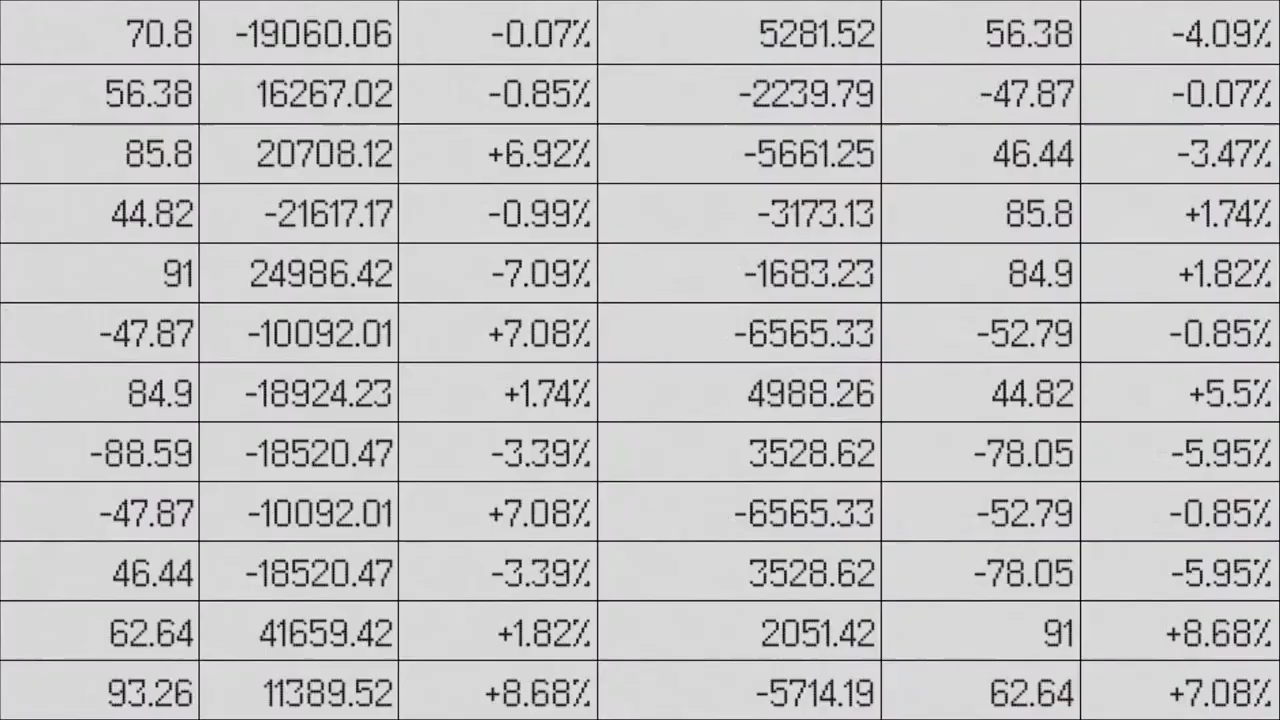 70.8 -19060.06 -0.07% 5281.52 56.38 -4.09%
56.38 16267.02 -0.85% -2239.79 -47.87 -0.07%
85.8 20708.12 +6.92% -5661.25 46.44 -3.47%
44.82 -21617.17 -0.99% -3173.13 85.8 +1.74%
91 24986.42 -7.09% -1683.23 84.9 +1.82%
-47.87 -10092.01 +7.08% -6565.33 -52.79 -0.85%
84.9 -18924.23 +1.74% 4988.26 44.82 +5.5%
-88.59 -18520.47 -3.39% 3528.62 -78.05 -5.95%
-47.87 -10092.01 +7.08% -6565.33 -52.79 -0.85%
46.44 -18520.47 -3.39% 3528.62 -78.05 -5.95%
62.64 41659.42 +1.82% 2051.42 91 +8.68%
93.26 11389.52 +8.68% -5714.19 62.64 +7.08%